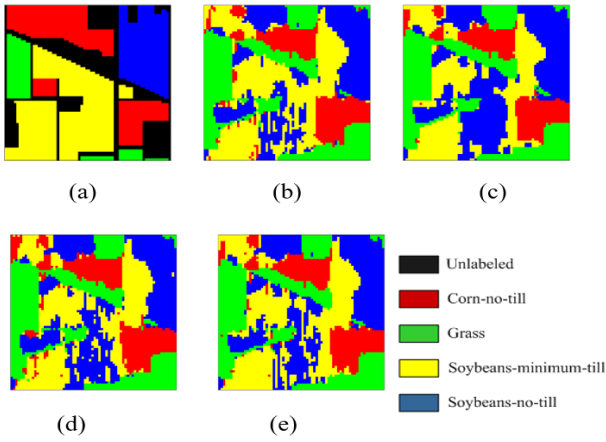 (a)
(b)
(c)
(d)
(e)
Unlabeled
Corn-no-till
Grass
Soybeans-minimum-till
Soybeans-no-till